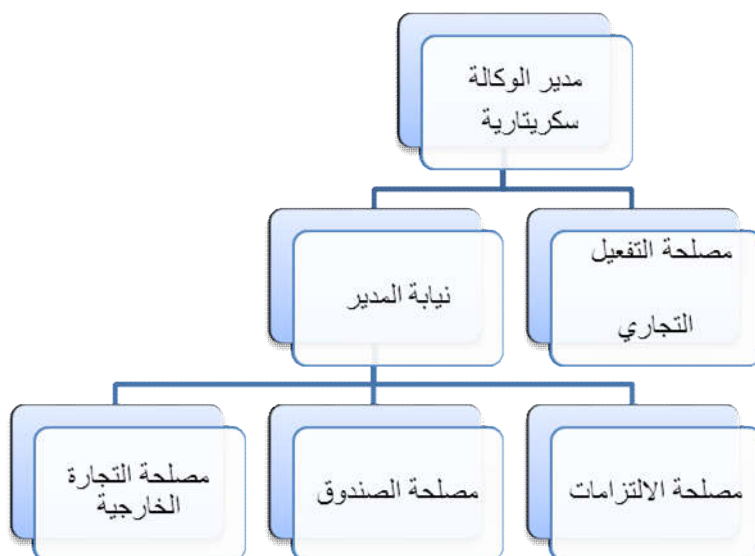 مدير الوكالة
سكريتارية
مصلحة التفعيل
التجاري
نيابة المدير
مصلحة الالتزامات
مصلحة الصندوق
مصلحة التجارة
الخارجية